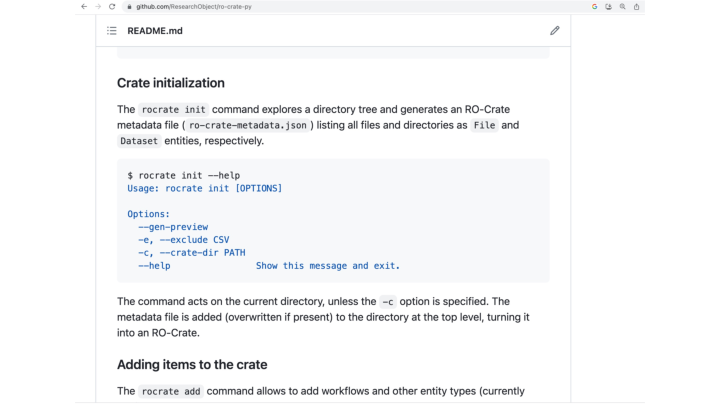 github.com/ResearchObject/ro-crate-py
README.md
Crate initialization
The rocrate init command explores a directory tree and generates an RO-Crate
metadata file ( ro-crate-metadata.json ) listing all files and directories as File and
Dataset entities, respectively.
$ rocrate init --help
Usage: rocrate init [OPTIONS]
Options:
--gen-preview
-e, --exclude CSV
-c, --crate-dir PATH
--help Show this message and exit.
The command acts on the current directory, unless the -c option is specified. The
metadata file is added (overwritten if present) to the directory at the top level, turning it
into an RO-Crate.
Adding items to the crate
The rocrate add command allows to add workflows and other entity types (currently